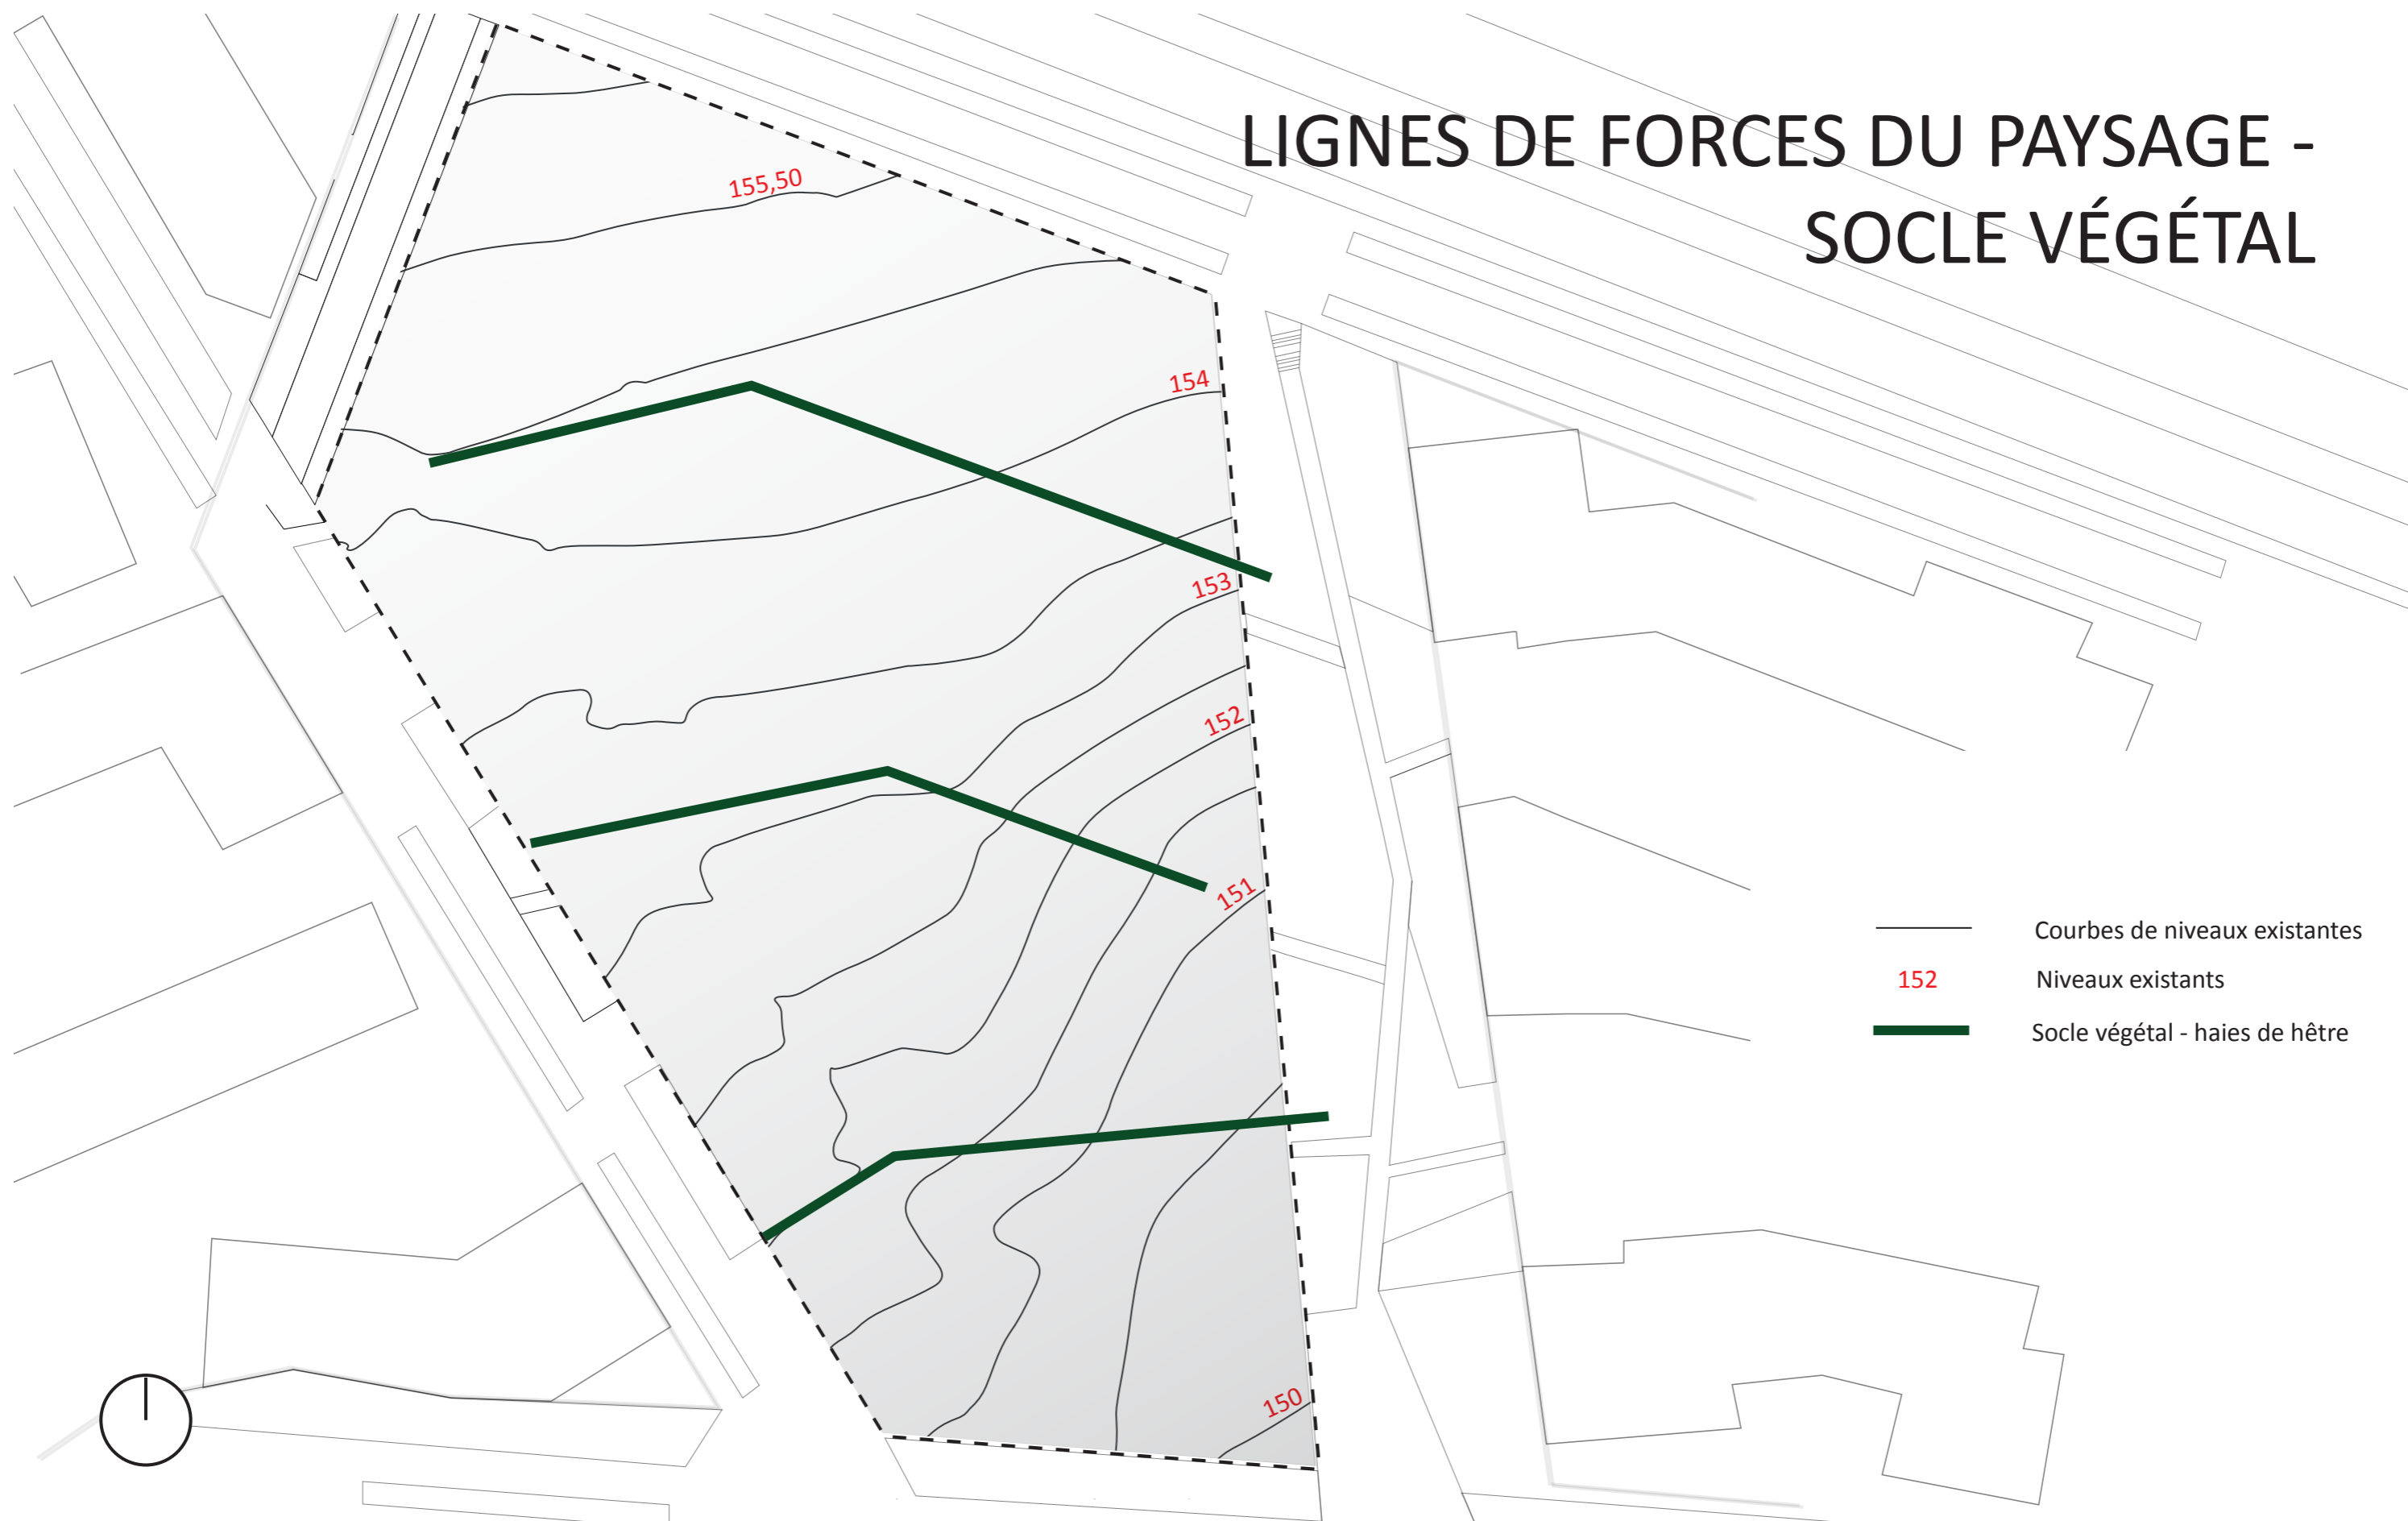 LIGNES DE FORCES DU PAYSAGE -
SOCLE VÉGÉTAL
155,50
154
153
152
151
150
Courbes de niveaux existantes
152 Niveaux existants
Socle végétal - haies de hêtre